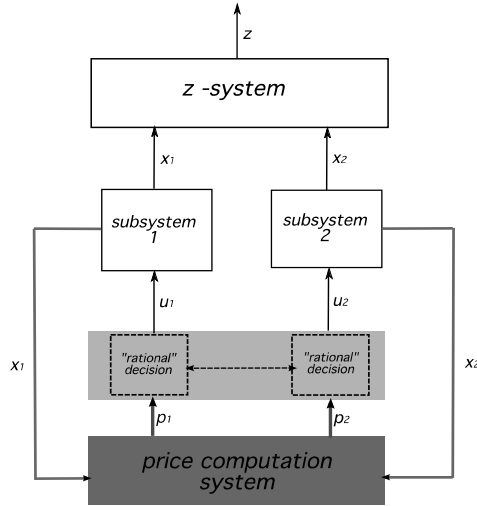 z
z -system
x1
x2
subsystem
1
subsystem
2
u1
u2
x1
"rational"
decision
"rational"
decision
x2
p1
p2
price computation
system